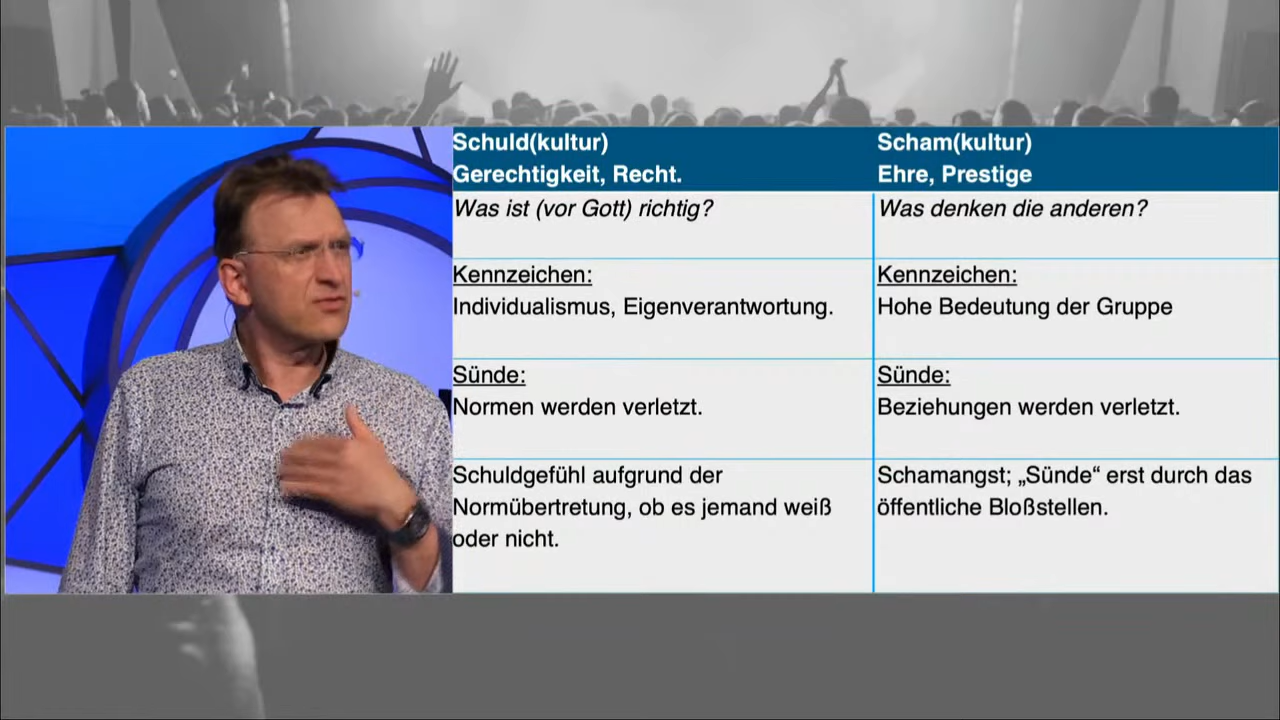 Schuld(kultur)
Gerechtigkeit, Recht.
Scham(kultur)
Ehre, Prestige
Was ist (vor Gott) richtig?
Was denken die anderen?
Kennzeichen:
Individualismus, Eigenverantwortung.
Kennzeichen:
Hohe Bedeutung der Gruppe
Sünde:
Normen werden verletzt.
Sünde:
Beziehungen werden verletzt.
Schuldgefühl aufgrund der
Normübertretung, ob es jemand weiß
oder nicht.
Schamangst; „Sünde“ erst durch das
öffentliche Bloßstellen.